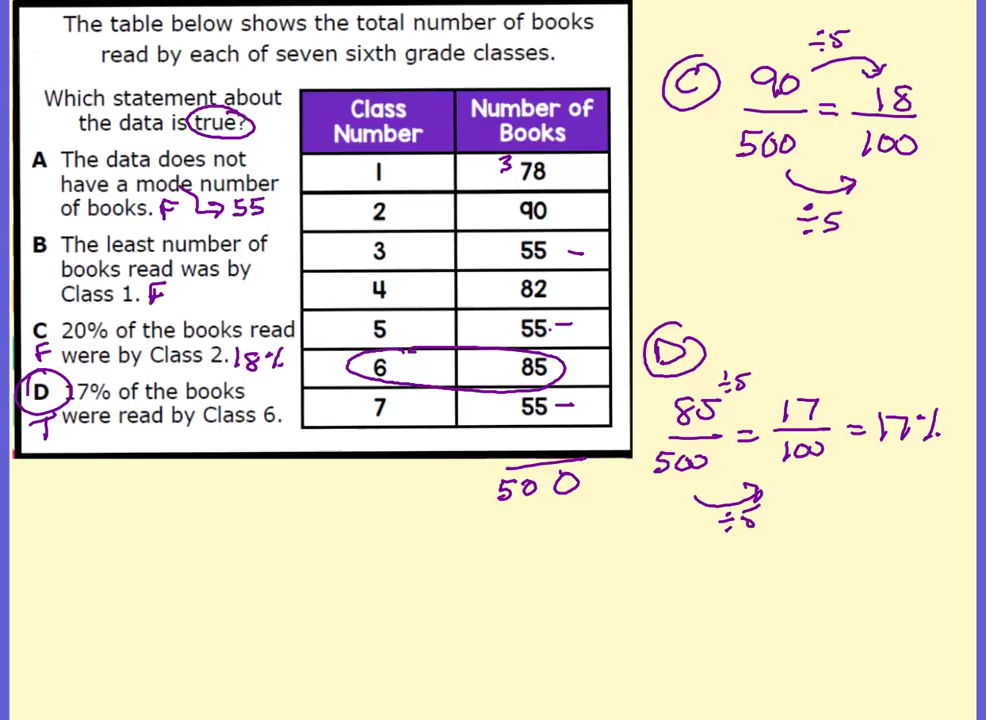 The table below shows the total number of books
read by each of seven sixth grade classes.
Which statement about
the data is true?
A The data does not
have a mode number
of books. F → 55
B The least number of
books read was by
Class 1. F
C 20% of the books read
F were by Class 2. 18%
D 17% of the books
T were read by Class 6.
Class Number Number of Books
1 3 78
2 90
3 55 -
4 82
5 55 -
6 85
7 55 -
500
C 90/500 = 18/100
÷5
÷5
D 85/500 = 17/100 = 17%
÷5
÷5